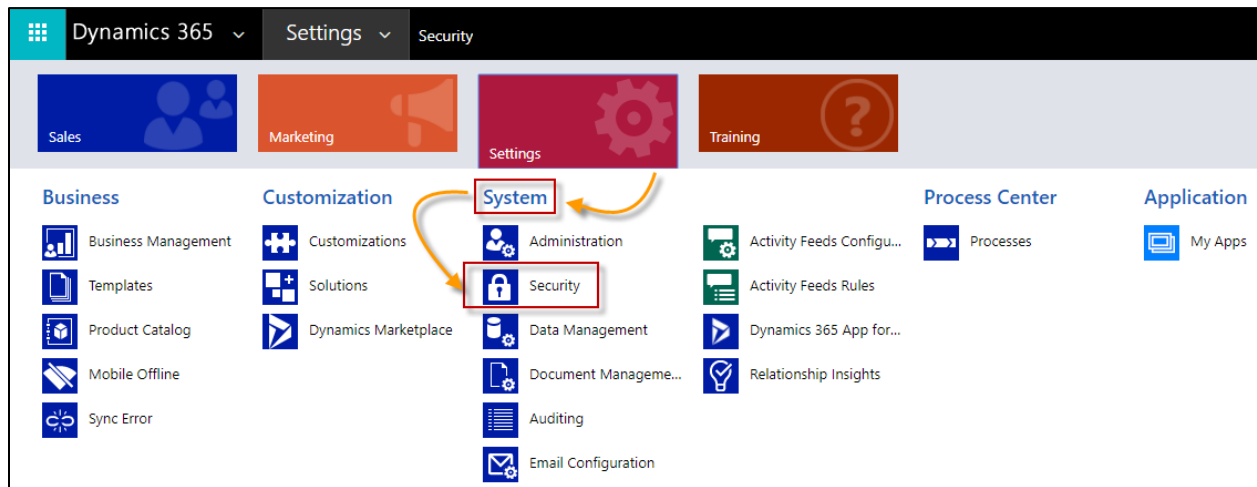 Dynamics 365 Settings Security
Sales Marketing Settings Training
Business Customization System Process Center Application
Business Management Customizations Administration Activity Feeds Configu... Processes My Apps
Templates Solutions Security Activity Feeds Rules
Product Catalog Dynamics Marketplace Data Management Dynamics 365 App for...
Mobile Offline Document Manageme... Relationship Insights
Sync Error Auditing
Email Configuration